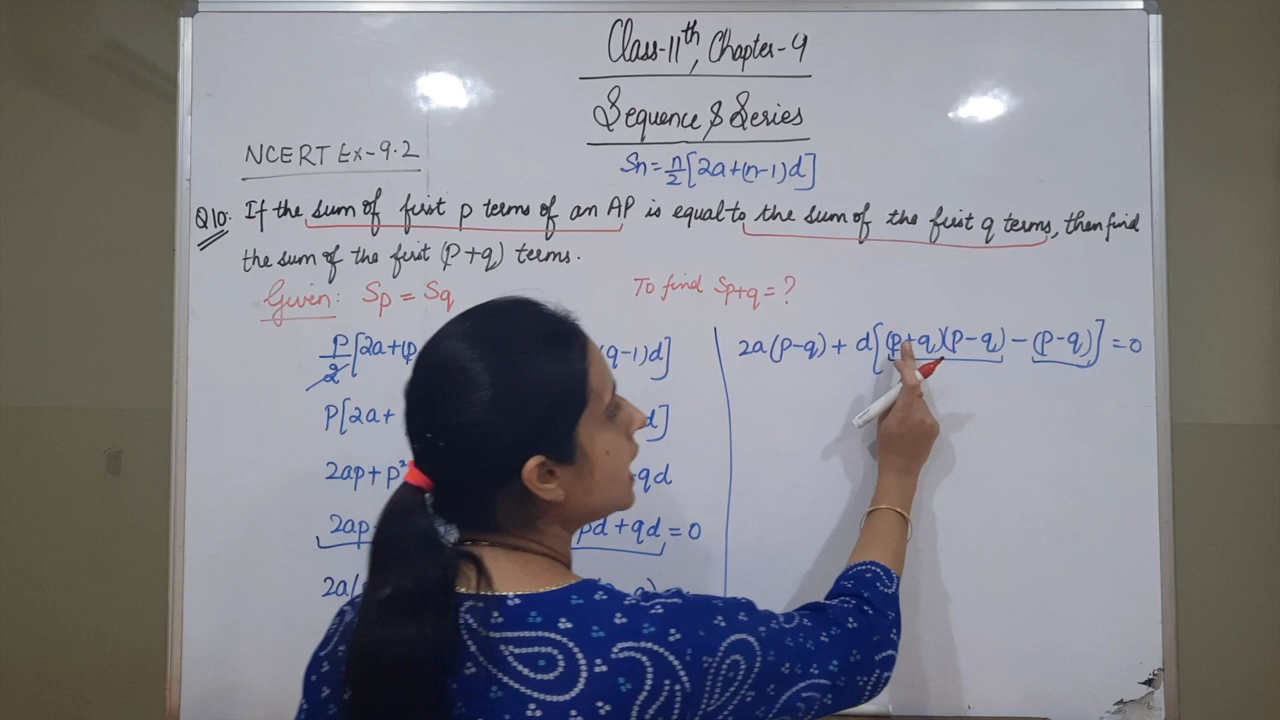 Class-11th, Chapter-9
Sequence & Series
NCERT Ex-9.2
Sn=n/2[2a+(n-1)d]
Q10. If the sum of first p terms of an AP is equal to the sum of the first q terms, then find
the sum of the first (P+q) terms.
Given: Sp = Sq
To find Sp+q = ?
P/2[2a+(p (q-1)d]
P[2a+ d]
2ap+p² qd
2ap pd+qd=0
2a(
2a(p-q)+d[(p+q)(p-q)-(p-q)]=0